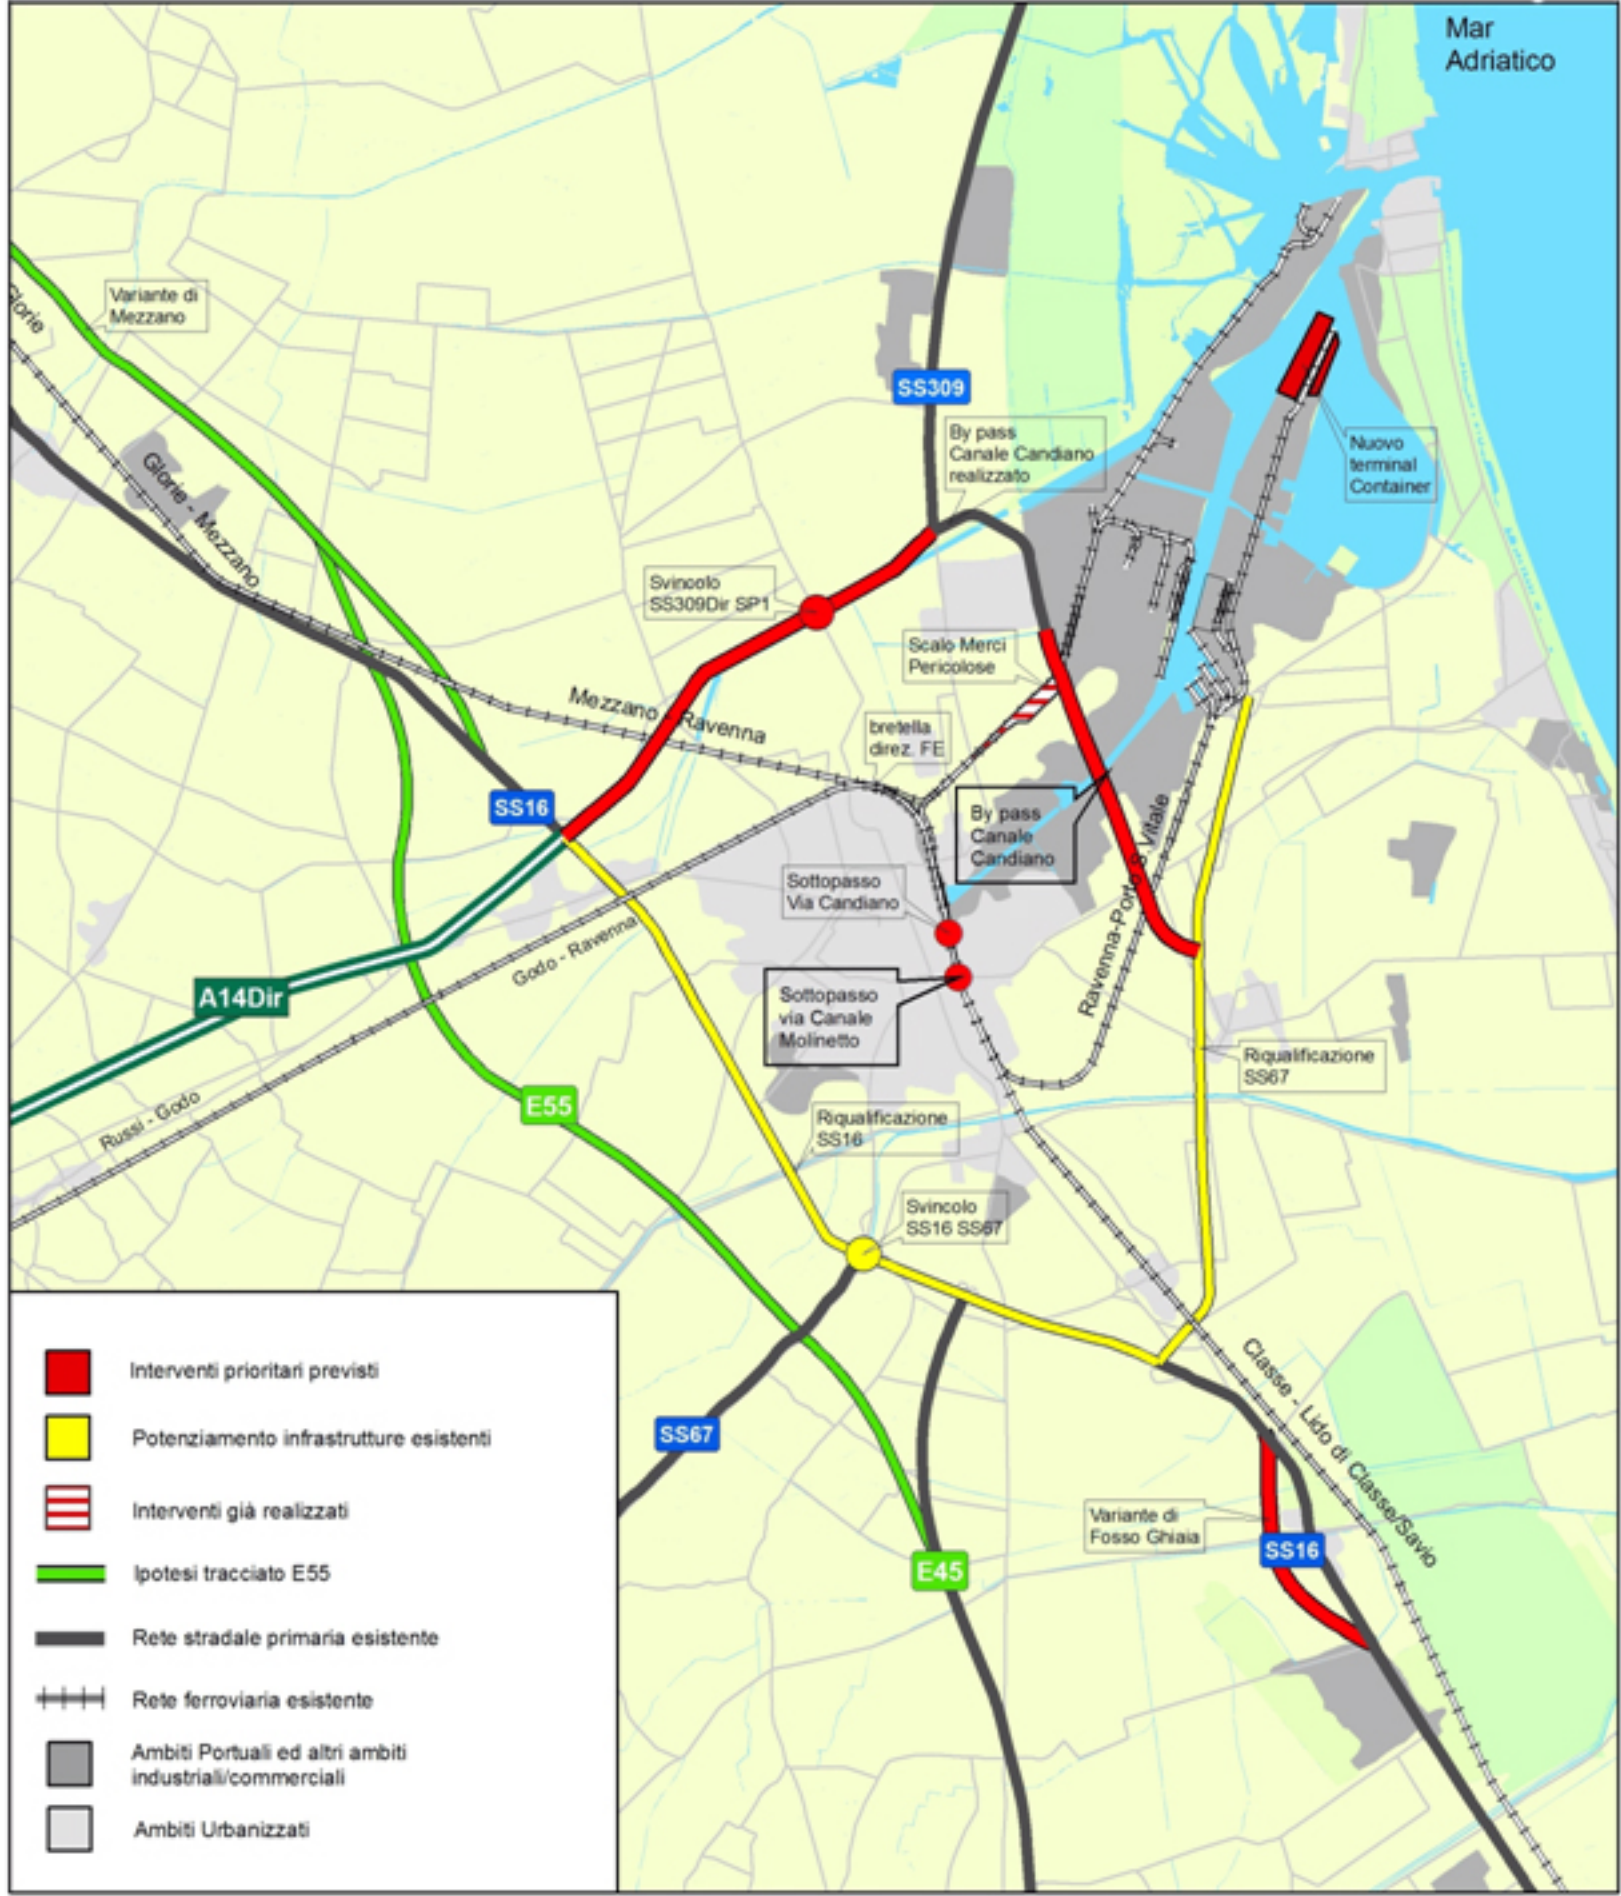 Mar
Adriatico
Variante di
Mezzano
Glorie
SS309
By pass
Canale Candiano
realizzato
Nuovo
terminal
Container
Glorie - Mezzano
Svincolo
SS309Dir SP1
Scalo Merci
Pericolose
Mezzano - Ravenna
bretella
direz. FE
SS16
By pass
Canale
Candiano
Sottopasso
Via Candiano
Ravenna-Porto S.Vitale
Godo - Ravenna
A14Dir
Sottopasso
via Canale
Molinetto
Riqualificazione
SS67
E55
Russi - Godo
Riqualificazione
SS16
Svincolo
SS16 SS67
SS67
Classe - Lido di Classe/Savio
Variante di
Fosso Ghiaia
SS16
E45
Interventi prioritari previsti
Potenziamento infrastrutture esistenti
Interventi già realizzati
Ipotesi tracciato E55
Rete stradale primaria esistente
Rete ferroviaria esistente
Ambiti Portuali ed altri ambiti
industriali/commerciali
Ambiti Urbanizzati